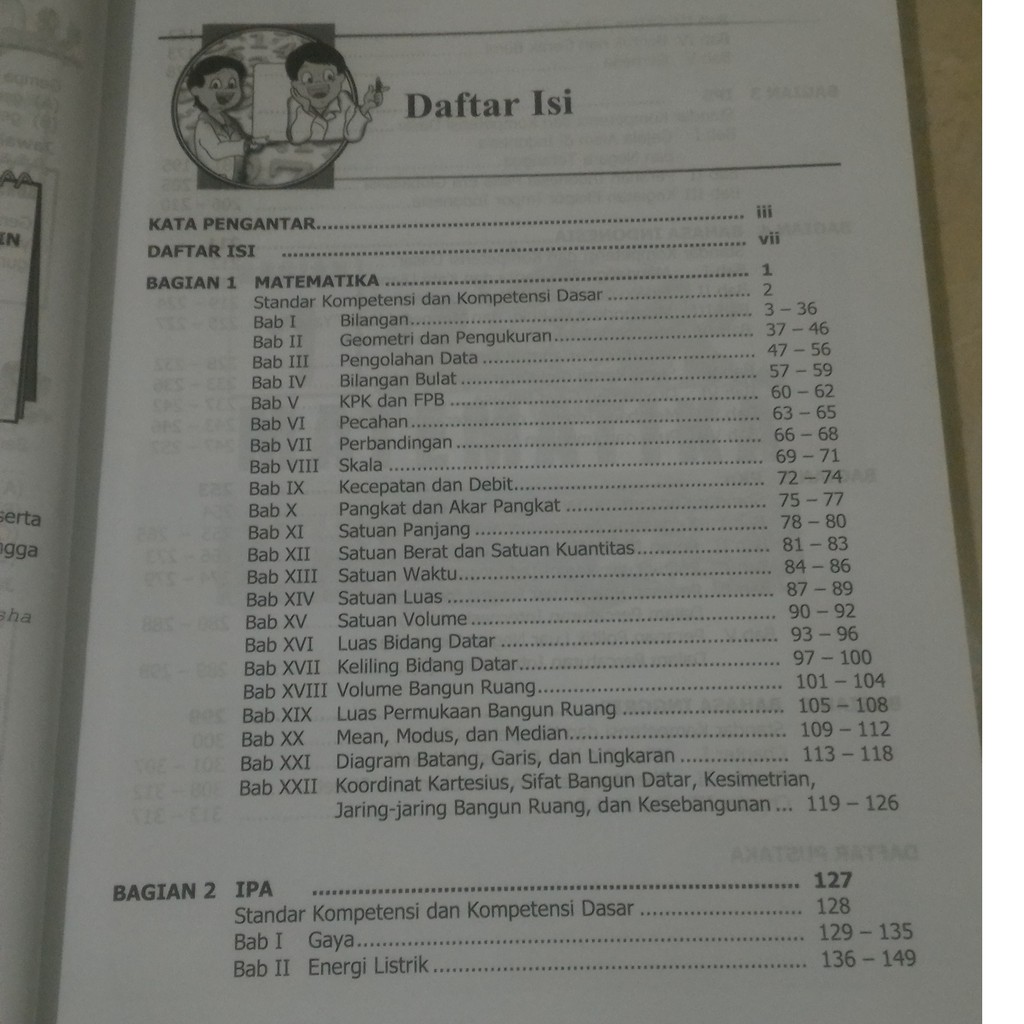 Daftar Isi
KATA PENGANTAR.......... iii
DAFTAR ISI .......... vii
BAGIAN 1 MATEMATIKA .......... 1
Standar Kompetensi dan Kompetensi Dasar .......... 2
Bab I Bilangan.......... 3 – 36
Bab II Geometri dan Pengukuran.......... 37 – 46
Bab III Pengolahan Data .......... 47 – 56
Bab IV Bilangan Bulat .......... 57 – 59
Bab V KPK dan FPB .......... 60 – 62
Bab VI Pecahan.......... 63 – 65
Bab VII Perbandingan .......... 66 – 68
Bab VIII Skala .......... 69 – 71
Bab IX Kecepatan dan Debit.......... 72 – 74
Bab X Pangkat dan Akar Pangkat .......... 75 – 77
Bab XI Satuan Panjang .......... 78 – 80
Bab XII Satuan Berat dan Satuan Kuantitas.......... 81 – 83
Bab XIII Satuan Waktu.......... 84 – 86
Bab XIV Satuan Luas .......... 87 – 89
Bab XV Satuan Volume .......... 90 – 92
Bab XVI Luas Bidang Datar .......... 93 – 96
Bab XVII Keliling Bidang Datar.......... 97 – 100
Bab XVIII Volume Bangun Ruang.......... 101 – 104
Bab XIX Luas Permukaan Bangun Ruang .......... 105 – 108
Bab XX Mean, Modus, dan Median.......... 109 – 112
Bab XXI Diagram Batang, Garis, dan Lingkaran .......... 113 – 118
Bab XXII Koordinat Kartesius, Sifat Bangun Datar, Kesimetrian,
Jaring-jaring Bangun Ruang, dan Kesebangunan ... 119 – 126
BAGIAN 2 IPA .......... 127
Standar Kompetensi dan Kompetensi Dasar .......... 128
Bab I Gaya.......... 129 – 135
Bab II Energi Listrik .......... 136 – 149